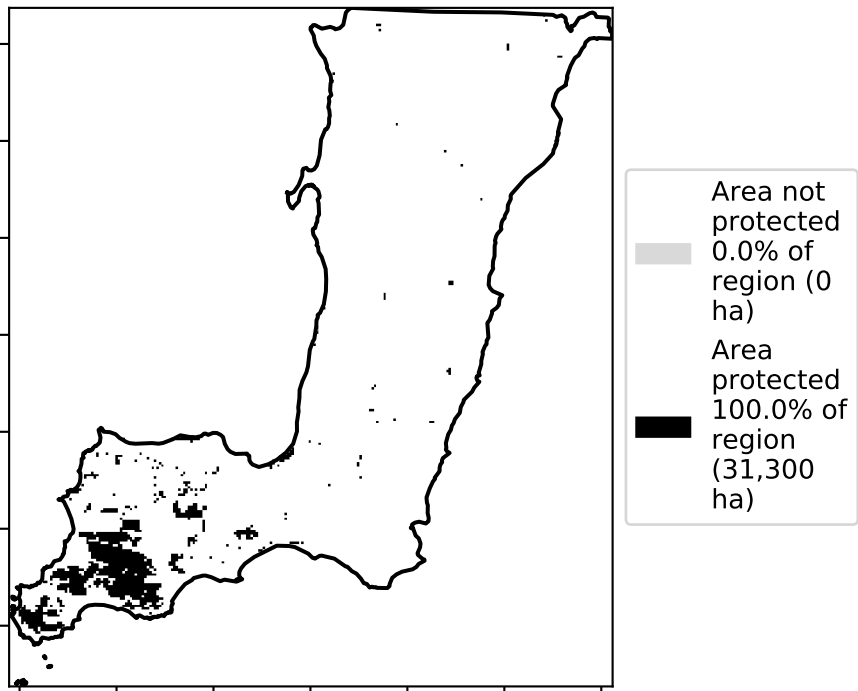 Area not
protected
0.0% of
region (0
ha)
Area
protected
100.0% of
region
(31,300
ha)